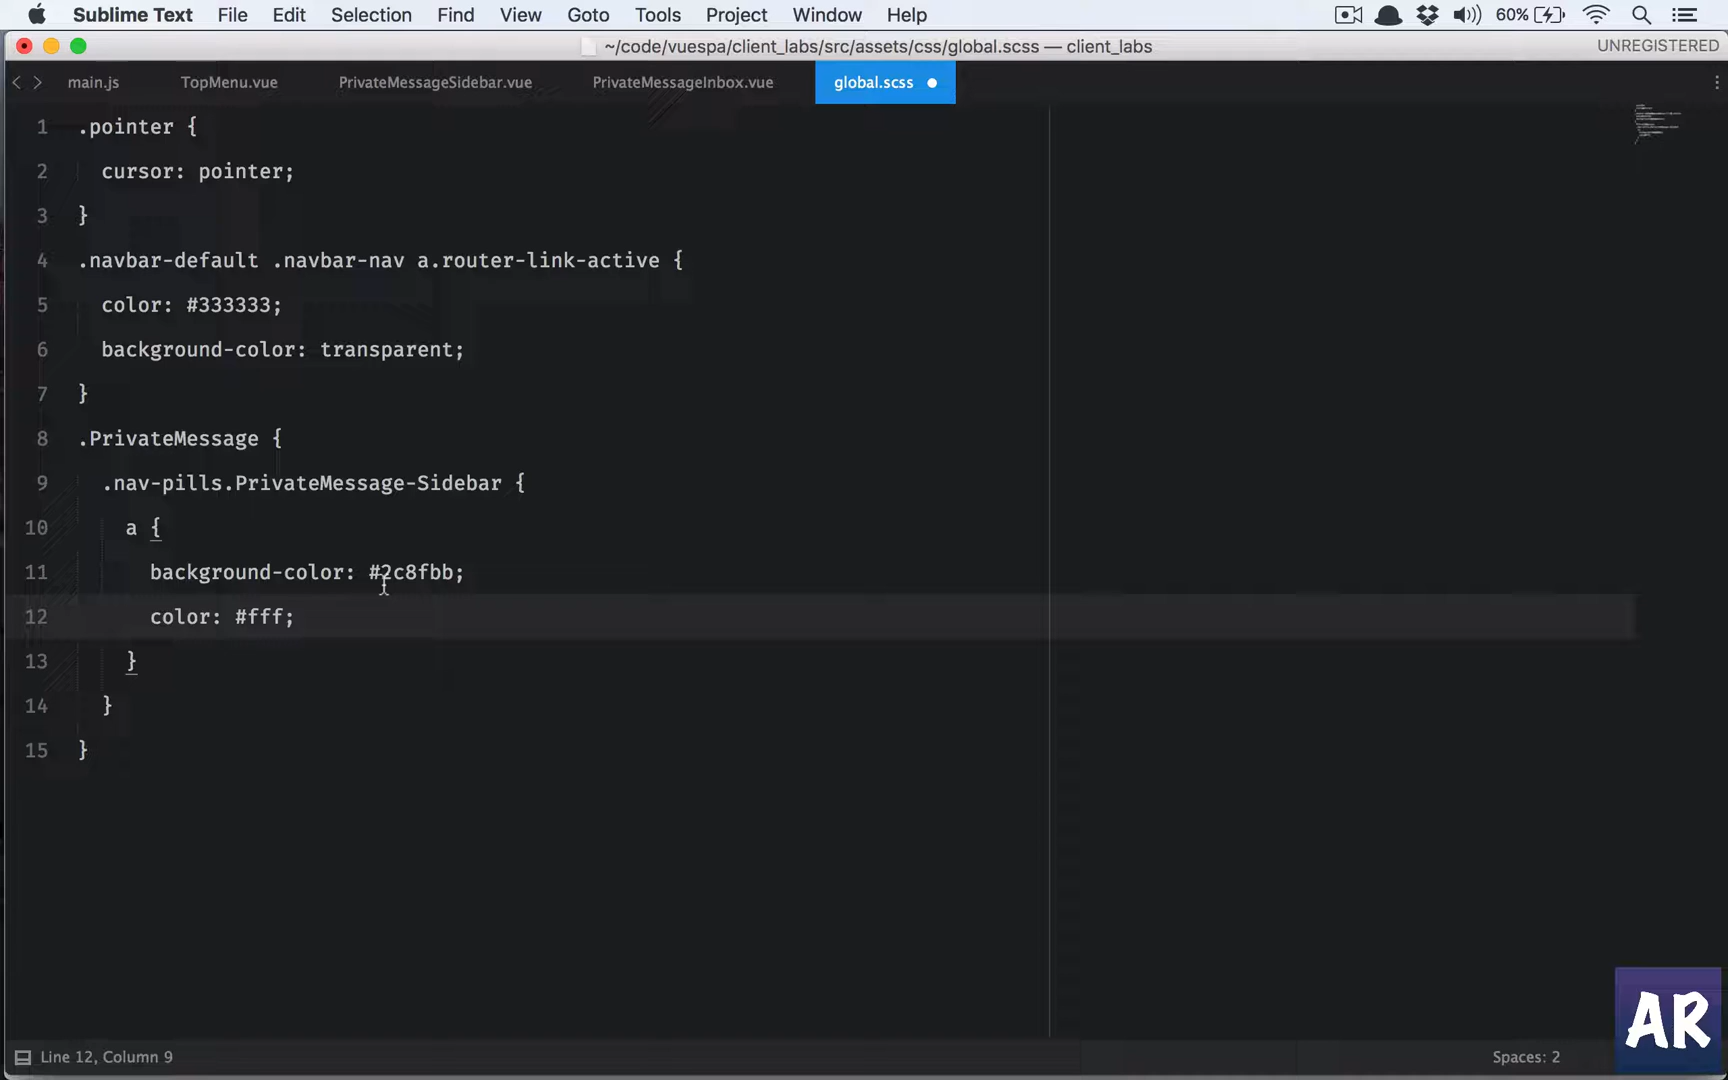 Sublime Text File Edit Selection Find View Goto Tools Project Window Help 60%
~/code/vuespa/client_labs/src/assets/css/global.scss — client_labs UNREGISTERED
main.js TopMenu.vue PrivateMessageSidebar.vue PrivateMessageInbox.vue global.scss
1 .pointer {
2 cursor: pointer;
3 }
4 .navbar-default .navbar-nav a.router-link-active {
5 color: #333333;
6 background-color: transparent;
7 }
8 .PrivateMessage {
9 .nav-pills.PrivateMessage-Sidebar {
10 a {
11 background-color: #2c8fbb;
12 color: #fff;
13 }
14 }
15 }
AR
Line 12, Column 9 Spaces: 2